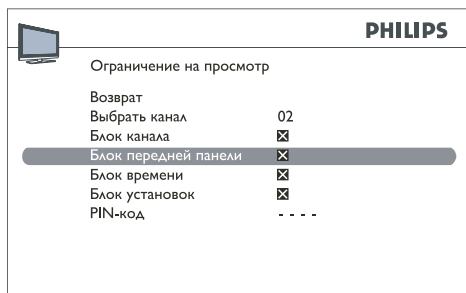 PHILIPS
Ограничение на просмотр
Возврат
Выбрать канал 02
Блок канала
Блок передней панели
Блок времени
Блок установок
PIN-код - - - -